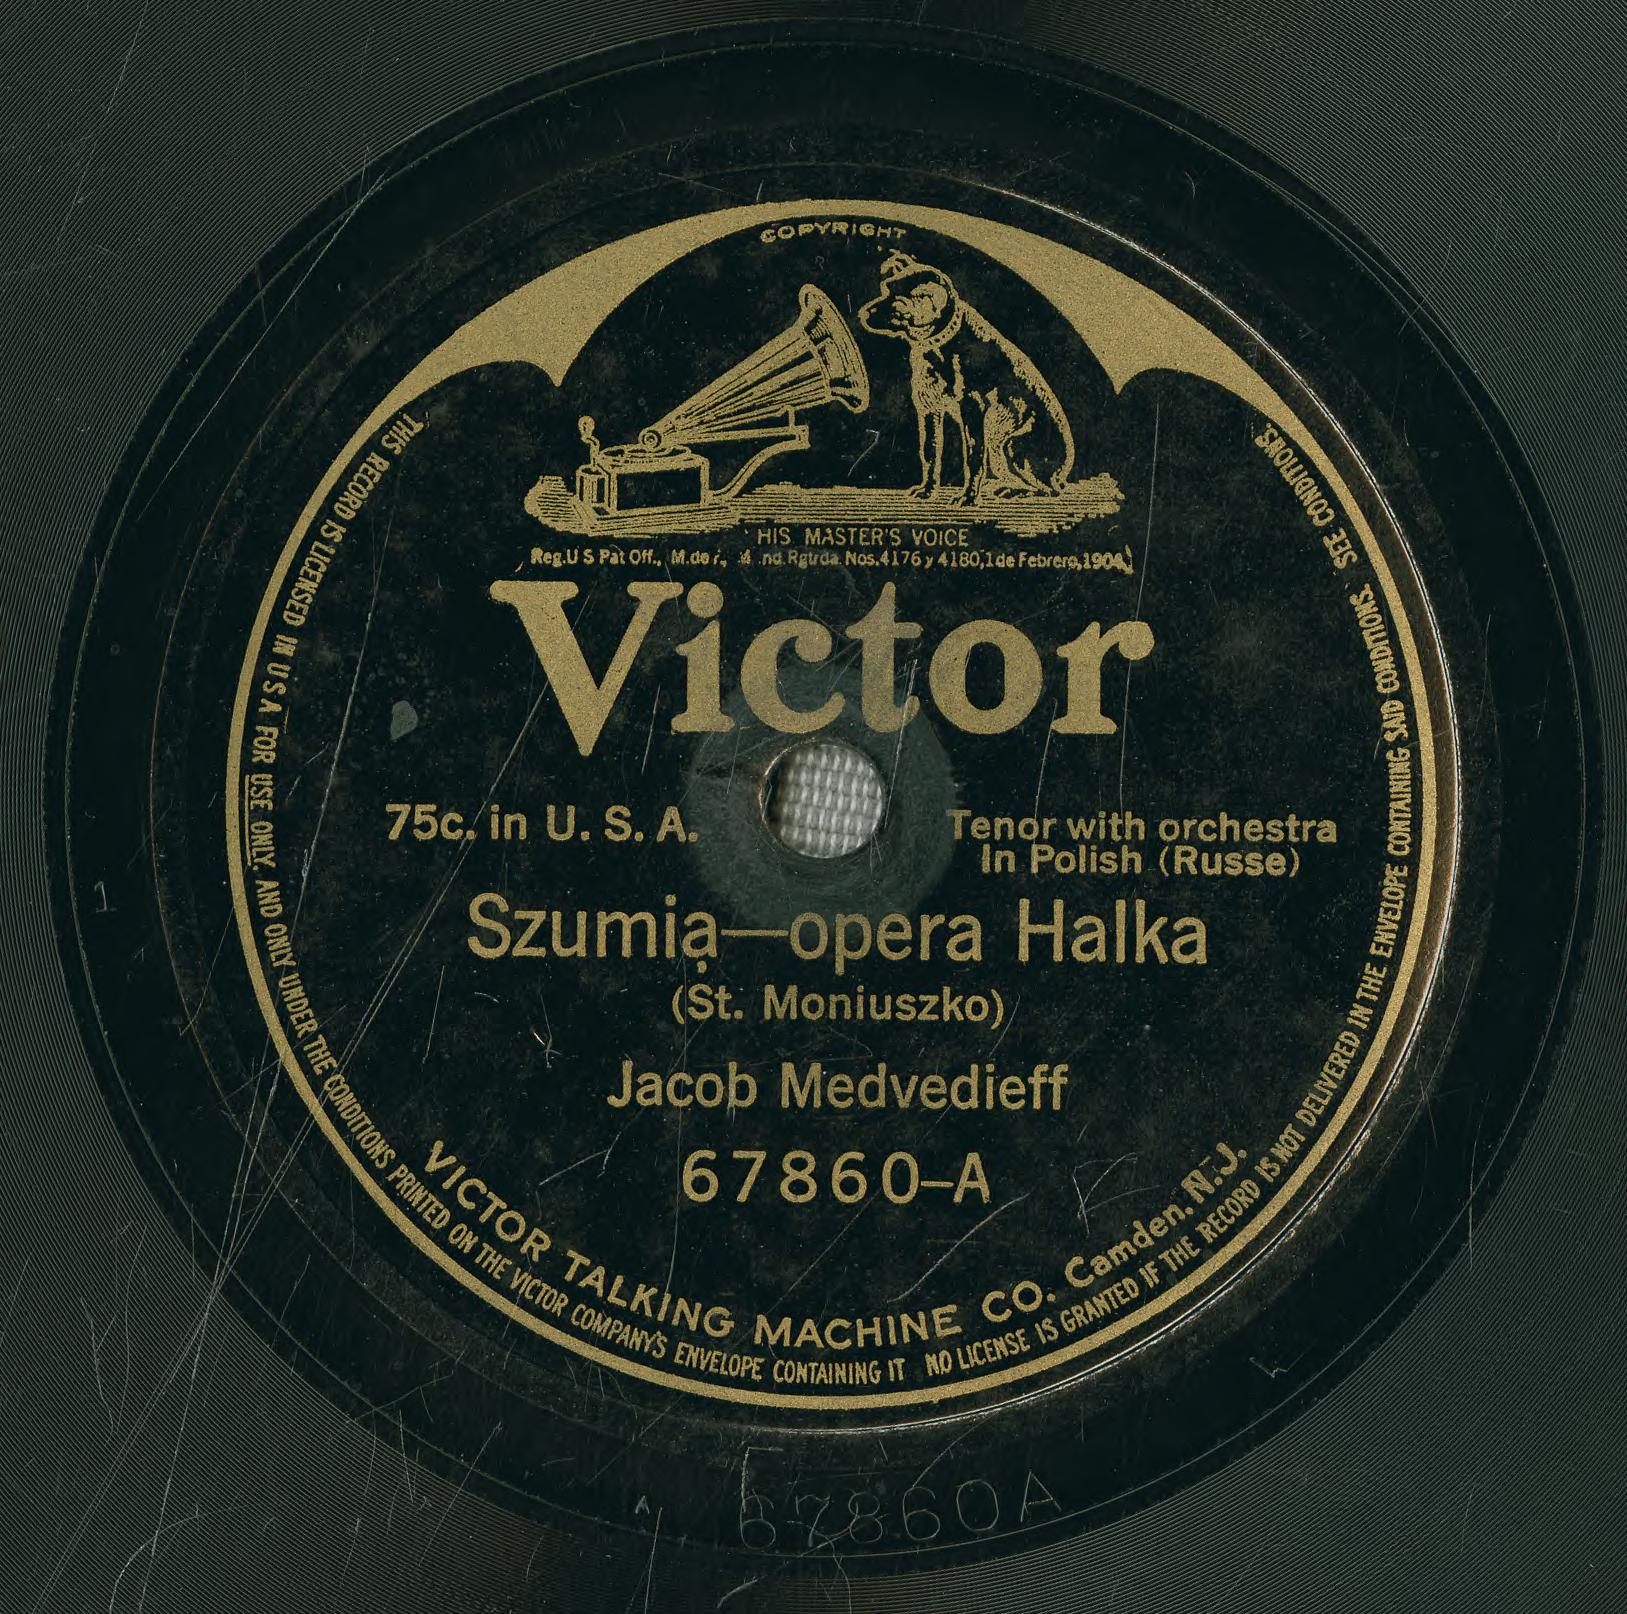 COPYRIGHT
HIS MASTER'S VOICE
Reg. U S Pat Off., M. de Nos. 4176 y 4180, 1 de Febrero, 1904
Victor
75c. in U. S. A.
Tenor with orchestra
In Polish (Russe)
Szumią—opera Halka
(St. Moniuszko)
Jacob Medvedieff
67860–A
VICTOR TALKING MACHINE CO. Camden, N.J.
THIS RECORD IS LICENSED IN U S A FOR USE ONLY, AND ONLY UNDER THE CONDITIONS PRINTED ON THE VICTOR COMPANY'S ENVELOPE CONTAINING IT NO LICENSE IS GRANTED IF THE RECORD IS NOT DELIVERED IN THE ENVELOPE CONTAINING SAID CONDITIONS. SEE CONDITIONS.
1
A
67860A